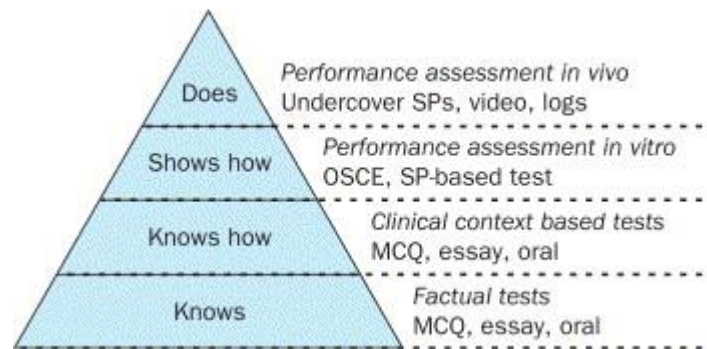 Does
Performance assessment in vivo
Undercover SPs, video, logs
Shows how
Performance assessment in vitro
OSCE, SP-based test
Knows how
Clinical context based tests
MCQ, essay, oral
Knows
Factual tests
MCQ, essay, oral